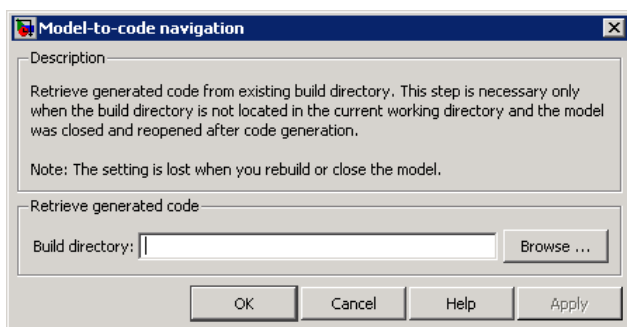 Model-to-code navigation
Description
Retrieve generated code from existing build directory. This step is necessary only
when the build directory is not located in the current working directory and the model
was closed and reopened after code generation.
Note: The setting is lost when you rebuild or close the model.
Retrieve generated code
Build directory:
Browse ...
OK
Cancel
Help
Apply